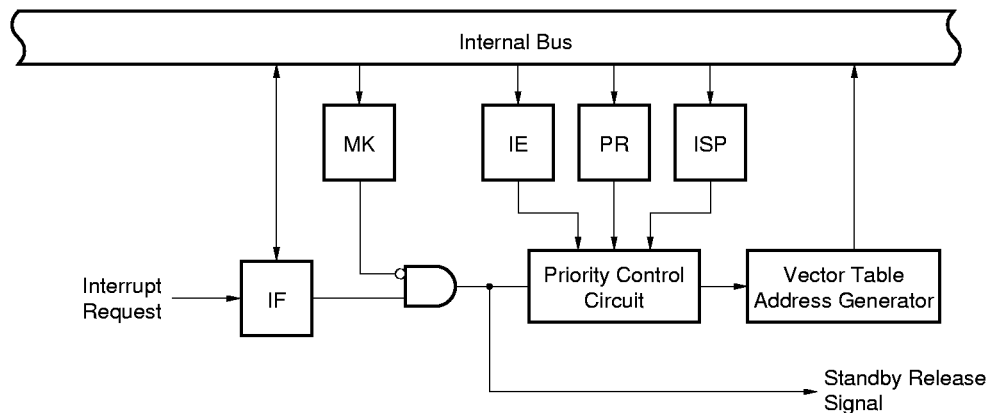 Internal Bus
MK
IE
PR
ISP
Interrupt
Request
IF
Priority Control
Circuit
Vector Table
Address Generator
Standby Release
Signal